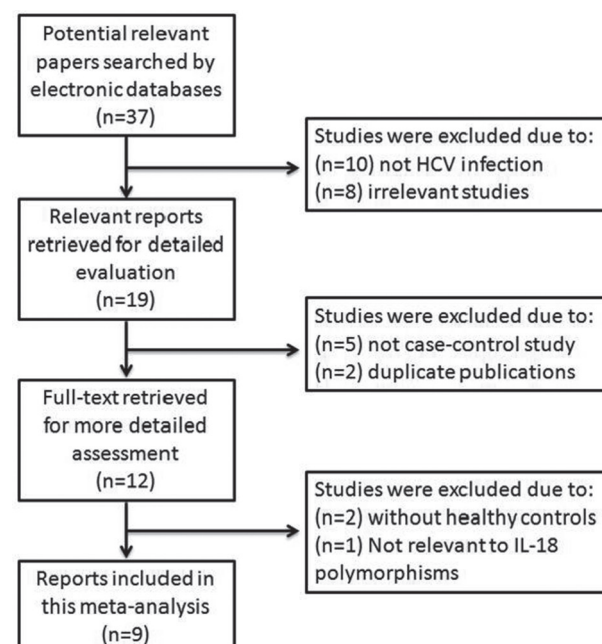 Potential relevant
papers searched by
electronic databases
(n=37)
Studies were excluded due to:
(n=10) not HCV infection
(n=8) irrelevant studies
Relevant reports
retrieved for detailed
evaluation
(n=19)
Studies were excluded due to:
(n=5) not case-control study
(n=2) duplicate publications
Full-text retrieved
for more detailed
assessment
(n=12)
Studies were excluded due to:
(n=2) without healthy controls
(n=1) Not relevant to IL-18
polymorphisms
Reports included in
this meta-analysis
(n=9)